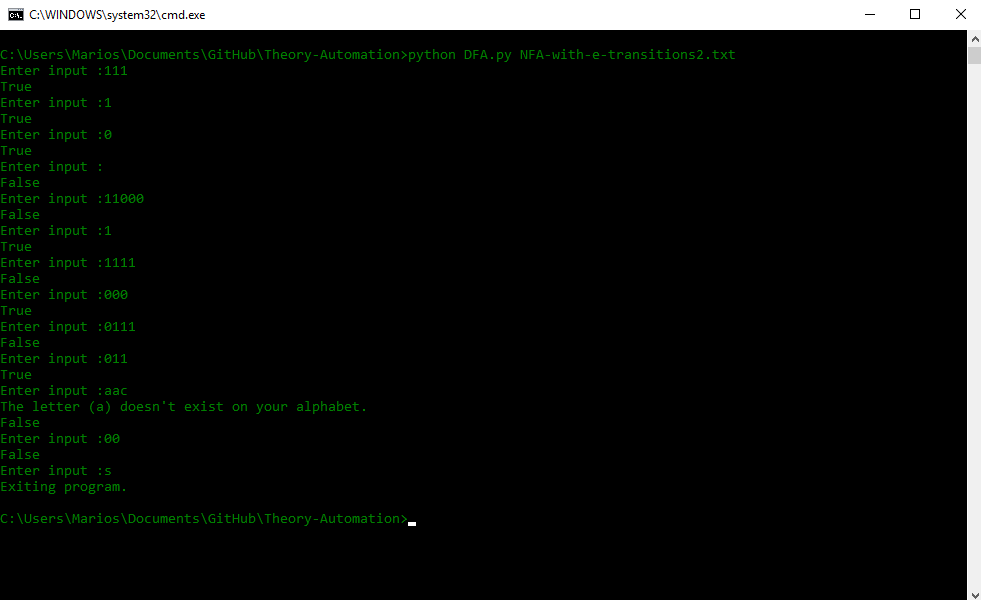 C:\WINDOWS\system32\cmd.exe
C:\Users\Marios\Documents\GitHub\Theory-Automation>python DFA.py NFA-with-e-transitions2.txt
Enter input :111
True
Enter input :1
True
Enter input :0
True
Enter input :
False
Enter input :11000
False
Enter input :1
True
Enter input :1111
False
Enter input :000
True
Enter input :0111
False
Enter input :011
True
Enter input :aac
The letter (a) doesn't exist on your alphabet.
False
Enter input :00
False
Enter input :s
Exiting program.
C:\Users\Marios\Documents\GitHub\Theory-Automation>